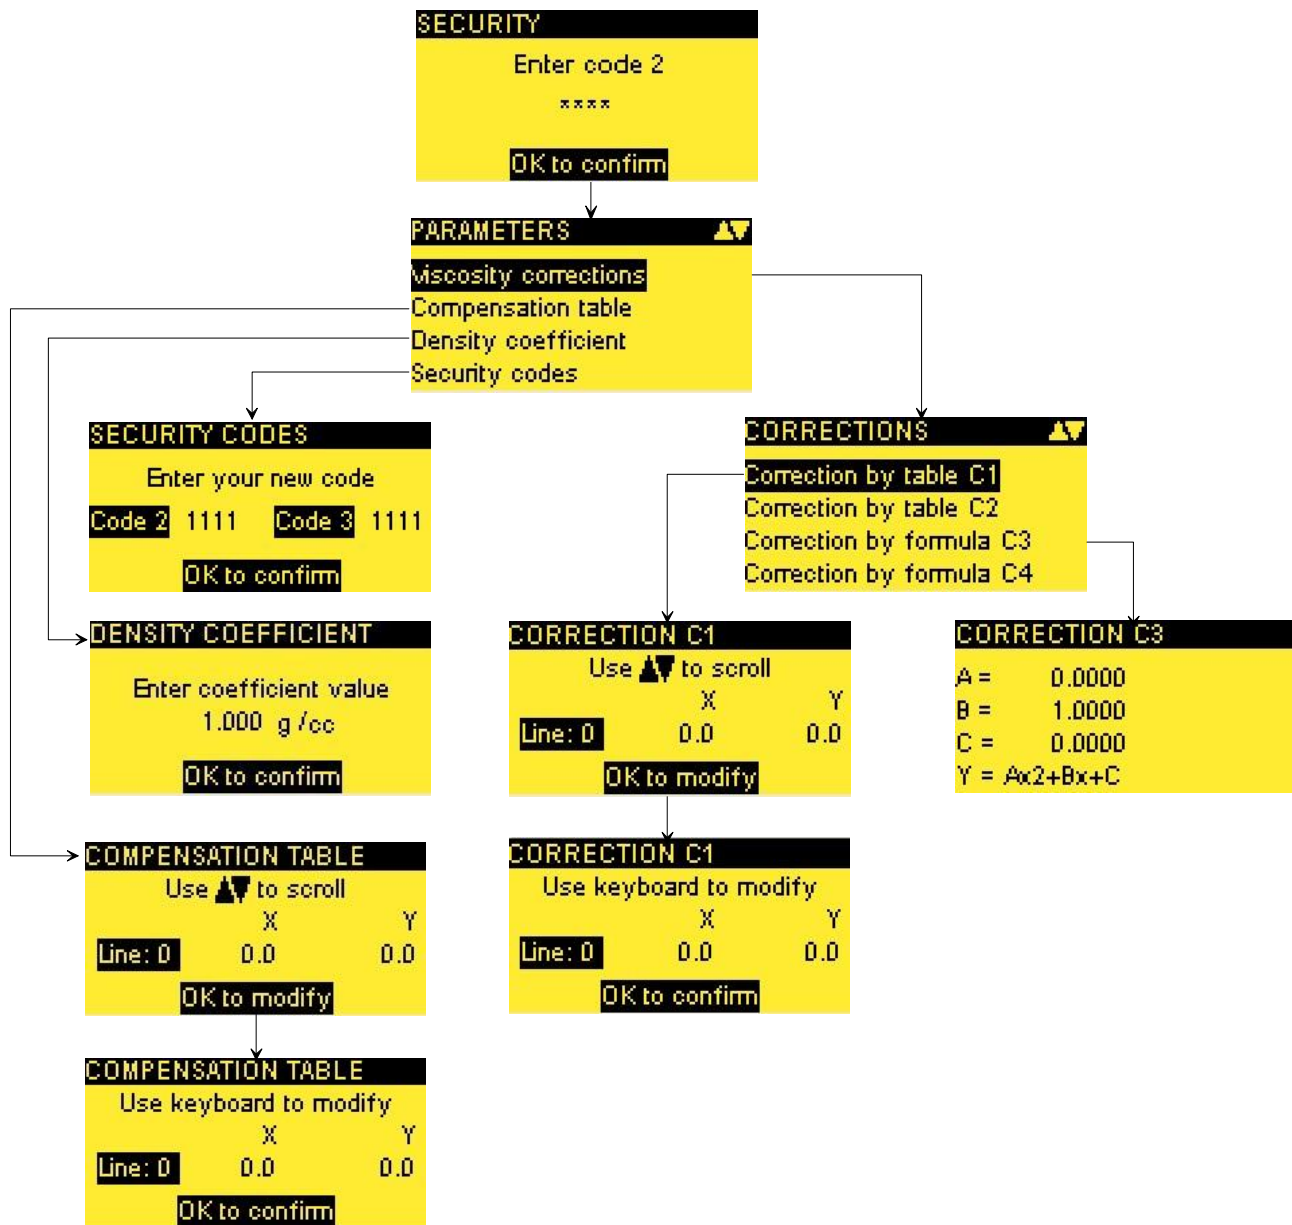 SECURITY
Enter code 2
****
OK to confirm
PARAMETERS
Viscosity corrections
Compensation table
Density coefficient
Security codes
SECURITY CODES
Enter your new code
Code 2 1111 Code 3 1111
OK to confirm
CORRECTIONS
Correction by table C1
Correction by table C2
Correction by formula C3
Correction by formula C4
DENSITY COEFFICIENT
Enter coefficient value
1.000 g/cc
OK to confirm
CORRECTION C1
Use ▲▼ to scroll
X Y
Line: 0 0.0 0.0
OK to modify
CORRECTION C3
A = 0.0000
B = 1.0000
C = 0.0000
Y = Ax2+Bx+C
COMPENSATION TABLE
Use ▲▼ to scroll
X Y
Line: 0 0.0 0.0
OK to modify
CORRECTION C1
Use keyboard to modify
X Y
Line: 0 0.0 0.0
OK to confirm
COMPENSATION TABLE
Use keyboard to modify
X Y
Line: 0 0.0 0.0
OK to confirm